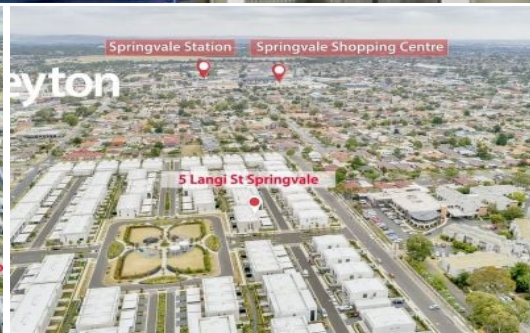 Springvale Station
Springvale Shopping Centre
eyton
5 Langi St Springvale